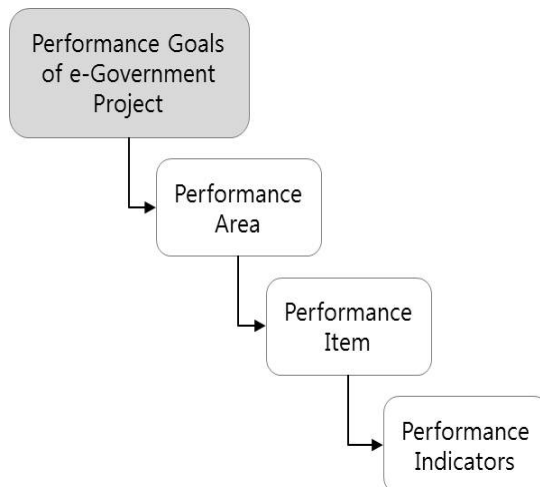 Performance Goals
of e-Government
Project
Performance
Area
Performance
Item
Performance
Indicators